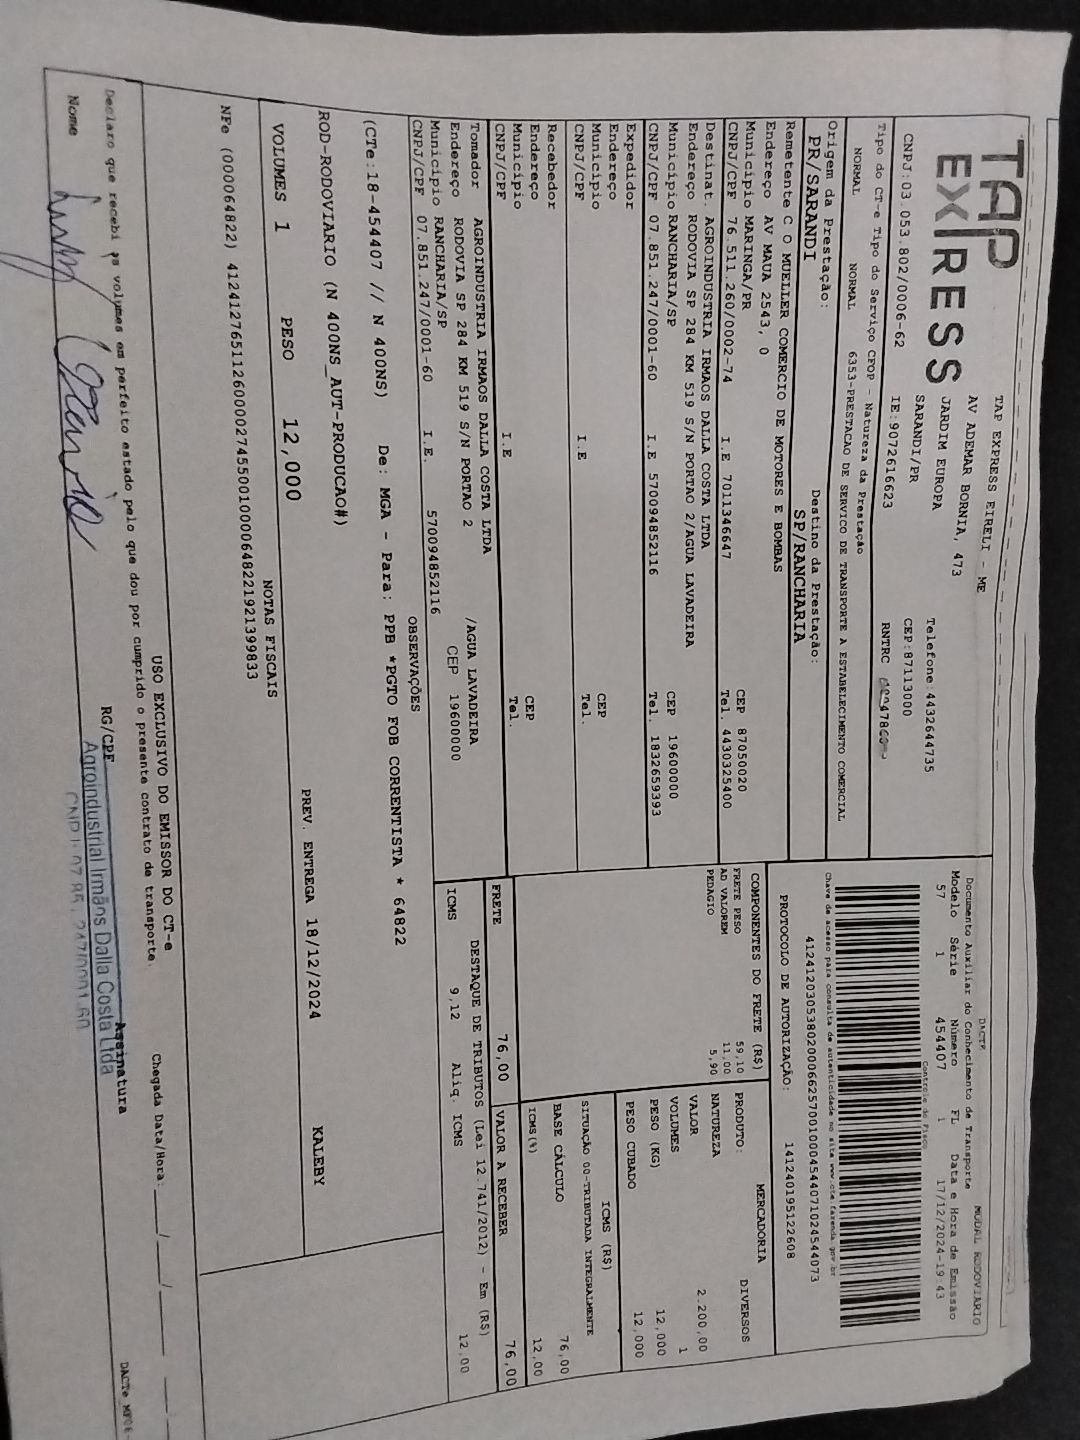 TAP
EXPRESS
TAP EXPRESS EIRELI - ME
AV ADEMAR BORNIA, 473
JARDIM EUROPA
SARANDI/PR
Telefone:4432644735
CEP:87113000
CNPJ:03.053.802/0006-62
IE:9072616623
RNTRC
DACTE
MODAL RODOVIARIO
Documento Auxiliar do Conhecimento de Transporte
Modelo Série Número FL Data e Hora de Emissão
57 1 454407 1 17/12/2024-19:43
Controle do Fisco
Chave de acesso para consulta de autenticidade no site www.cte.fazenda.gov.br
41241203053802000662570010004544071024544073
PROTOCOLO DE AUTORIZAÇÃO:
141240195122608
Tipo do CT-e Tipo do Serviço CFOP - Natureza da Prestação
NORMAL NORMAL 6353-PRESTACAO DE SERVICO DE TRANSPORTE A ESTABELECIMENTO COMERCIAL
Origem da Prestação: Destino da Prestação:
PR/SARANDI SP/RANCHARIA
Remetente C O MUELLER COMERCIO DE MOTORES E BOMBAS
Endereço AV MAUA 2543, 0
Município MARINGA/PR CEP 87050020
CNPJ/CPF 76.511.260/0002-74 I.E 7011346647 Tel. 4430325400
Destinat. AGROINDUSTRIA IRMAOS DALLA COSTA LTDA
Endereço RODOVIA SP 284 KM 519 S/N PORTAO 2/AGUA LAVADEIRA
Município RANCHARIA/SP CEP 19600000
CNPJ/CPF 07.851.247/0001-60 I.E 570094852116 Tel. 1832659393
Expedidor
Endereço
Município CEP
CNPJ/CPF I.E Tel.
Recebedor
Endereço
Município CEP
CNPJ/CPF I.E Tel.
Tomador AGROINDUSTRIA IRMAOS DALLA COSTA LTDA
Endereço RODOVIA SP 284 KM 519 S/N PORTAO 2 /AGUA LAVADEIRA
Município RANCHARIA/SP CEP 19600000
CNPJ/CPF 07.851.247/0001-60 I.E. 570094852116
COMPONENTES DO FRETE (R$)
FRETE PESO 59,10
AD VALOREM 11,00
PEDAGIO 5,90
MERCADORIA
PRODUTO: DIVERSOS
NATUREZA
VALOR 2.200,00
VOLUMES 1
PESO (KG) 12,000
PESO CUBADO 12,000
ICMS (R$)
SITUAÇÃO 00-TRIBUTADA INTEGRALMENTE
BASE CÁLCULO 76,00
ICMS(%) 12,00
FRETE 76,00
VALOR A RECEBER 76,00
DESTAQUE DE TRIBUTOS (Lei 12.741/2012) - Em (R$)
ICMS 9,12 Aliq. ICMS 12,00
OBSERVAÇÕES
(CTe:18-454407 // N 400NS) De: MGA - Para: PPB *PGTO FOB CORRENTISTA * 64822
ROD-RODOVIARIO (N 400NS_AUT-PRODUCAO#)
VOLUMES 1 PESO 12,000 PREV. ENTREGA 18/12/2024 KALEBY
NOTAS FISCAIS
NFe (000064822) 41241276511260000274550010000648221921399833
USO EXCLUSIVO DO EMISSOR DO CT-e
Declaro que recebi os volumes em perfeito estado pelo que dou por cumprido o presente contrato de transporte.
Chegada Data/Hora: / /
Nome RG/CPF Assinatura
Agroindustrial Irmãos Dalla Costa Ltda
DACTe